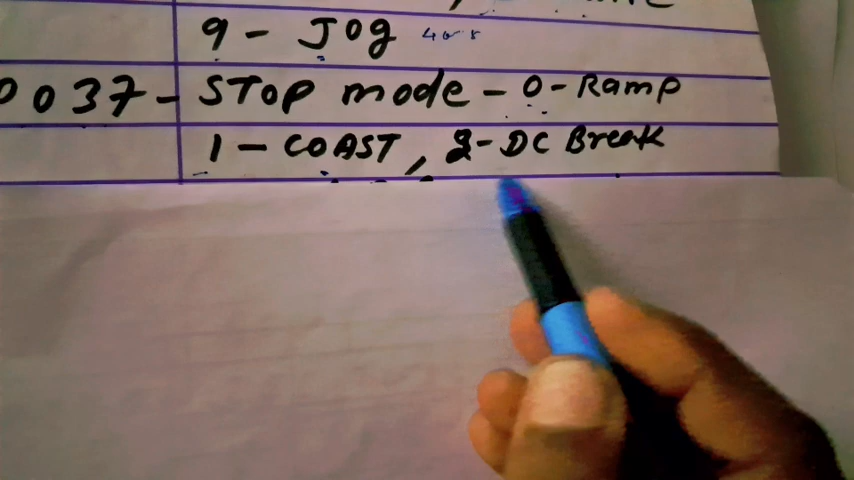 9 - Jog
0037 - STOP mode - 0 - Ramp
1 - COAST, 2 - DC Break